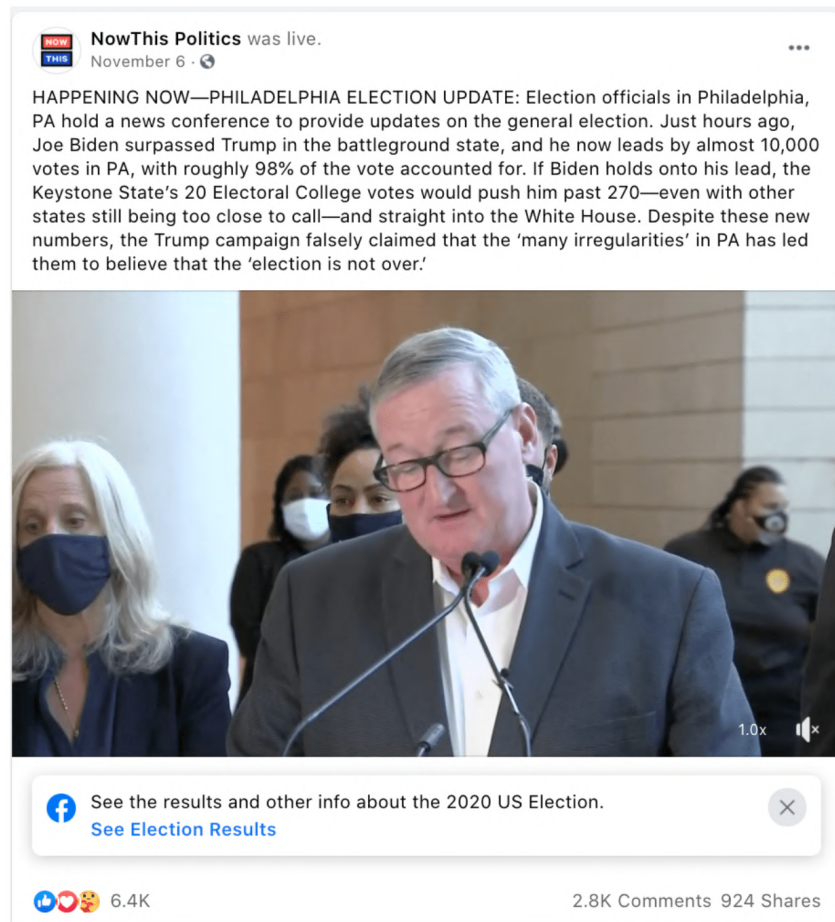 NOW
THIS
NowThis Politics was live.
November 6 ·
HAPPENING NOW—PHILADELPHIA ELECTION UPDATE: Election officials in Philadelphia,
PA hold a news conference to provide updates on the general election. Just hours ago,
Joe Biden surpassed Trump in the battleground state, and he now leads by almost 10,000
votes in PA, with roughly 98% of the vote accounted for. If Biden holds onto his lead, the
Keystone State’s 20 Electoral College votes would push him past 270—even with other
states still being too close to call—and straight into the White House. Despite these new
numbers, the Trump campaign falsely claimed that the ‘many irregularities’ in PA has led
them to believe that the ‘election is not over.’
1.0x
See the results and other info about the 2020 US Election.
See Election Results
6.4K
2.8K Comments 924 Shares